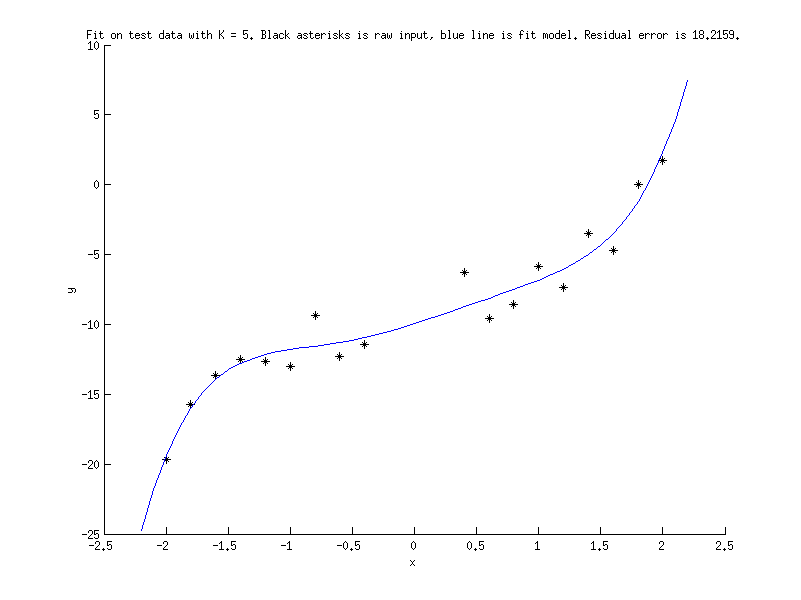 Fit on test data with K = 5. Black asterisks is raw input, blue line is fit model. Residual error is 18.2159.
10
5
0
-5
-10
-15
-20
-25
y
-2.5 -2 -1.5 -1 -0.5 0 0.5 1 1.5 2 2.5
x